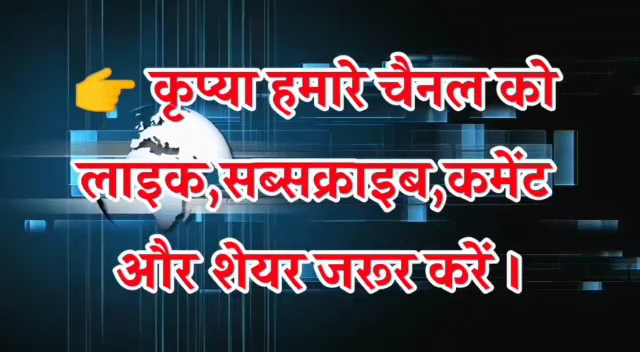 👉 कृप्या हमारे चैनल को
लाइक,सब्सक्राइब,कमेंट
और शेयर जरूर करें।